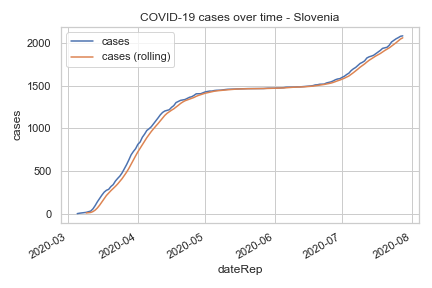 COVID-19 cases over time - Slovenia
cases
cases (rolling)
2000
1500
1000
500
0
cases
2020-03
2020-04
2020-05
2020-06
2020-07
2020-08
dateRep